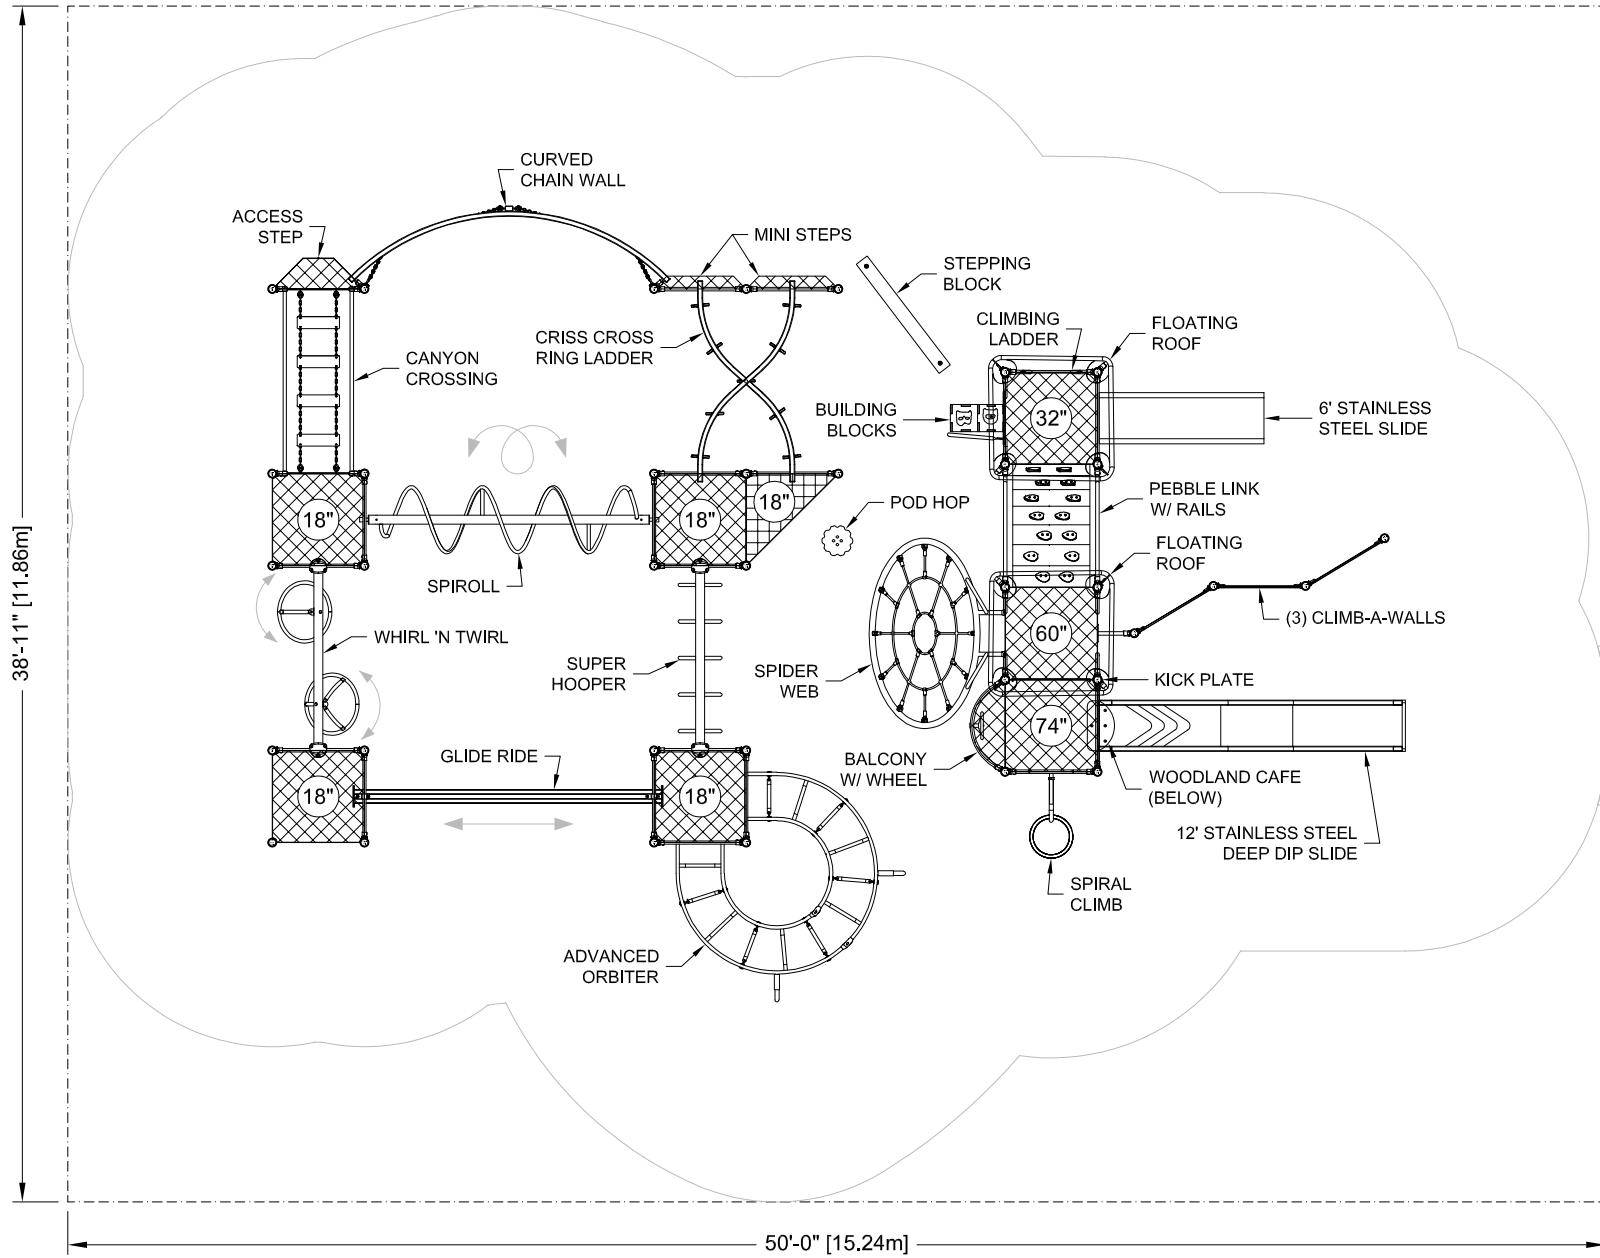 CURVED
CHAIN WALL
ACCESS
STEP
MINI STEPS
STEPPING
BLOCK
CLIMBING
LADDER
FLOATING
ROOF
CRISS CROSS
RING LADDER
CANYON
CROSSING
BUILDING
BLOCKS
32"
6' STAINLESS
STEEL SLIDE
18"
18"
18"
POD HOP
PEBBLE LINK
W/ RAILS
FLOATING
ROOF
SPIROLL
(3) CLIMB-A-WALLS
WHIRL 'N TWIRL
SUPER
HOOPER
SPIDER
WEB
60"
KICK PLATE
74"
GLIDE RIDE
BALCONY
W/ WHEEL
WOODLAND CAFE
(BELOW)
18"
18"
12' STAINLESS STEEL
DEEP DIP SLIDE
SPIRAL
CLIMB
ADVANCED
ORBITER
38'-11" [11.86m]
50'-0" [15.24m]